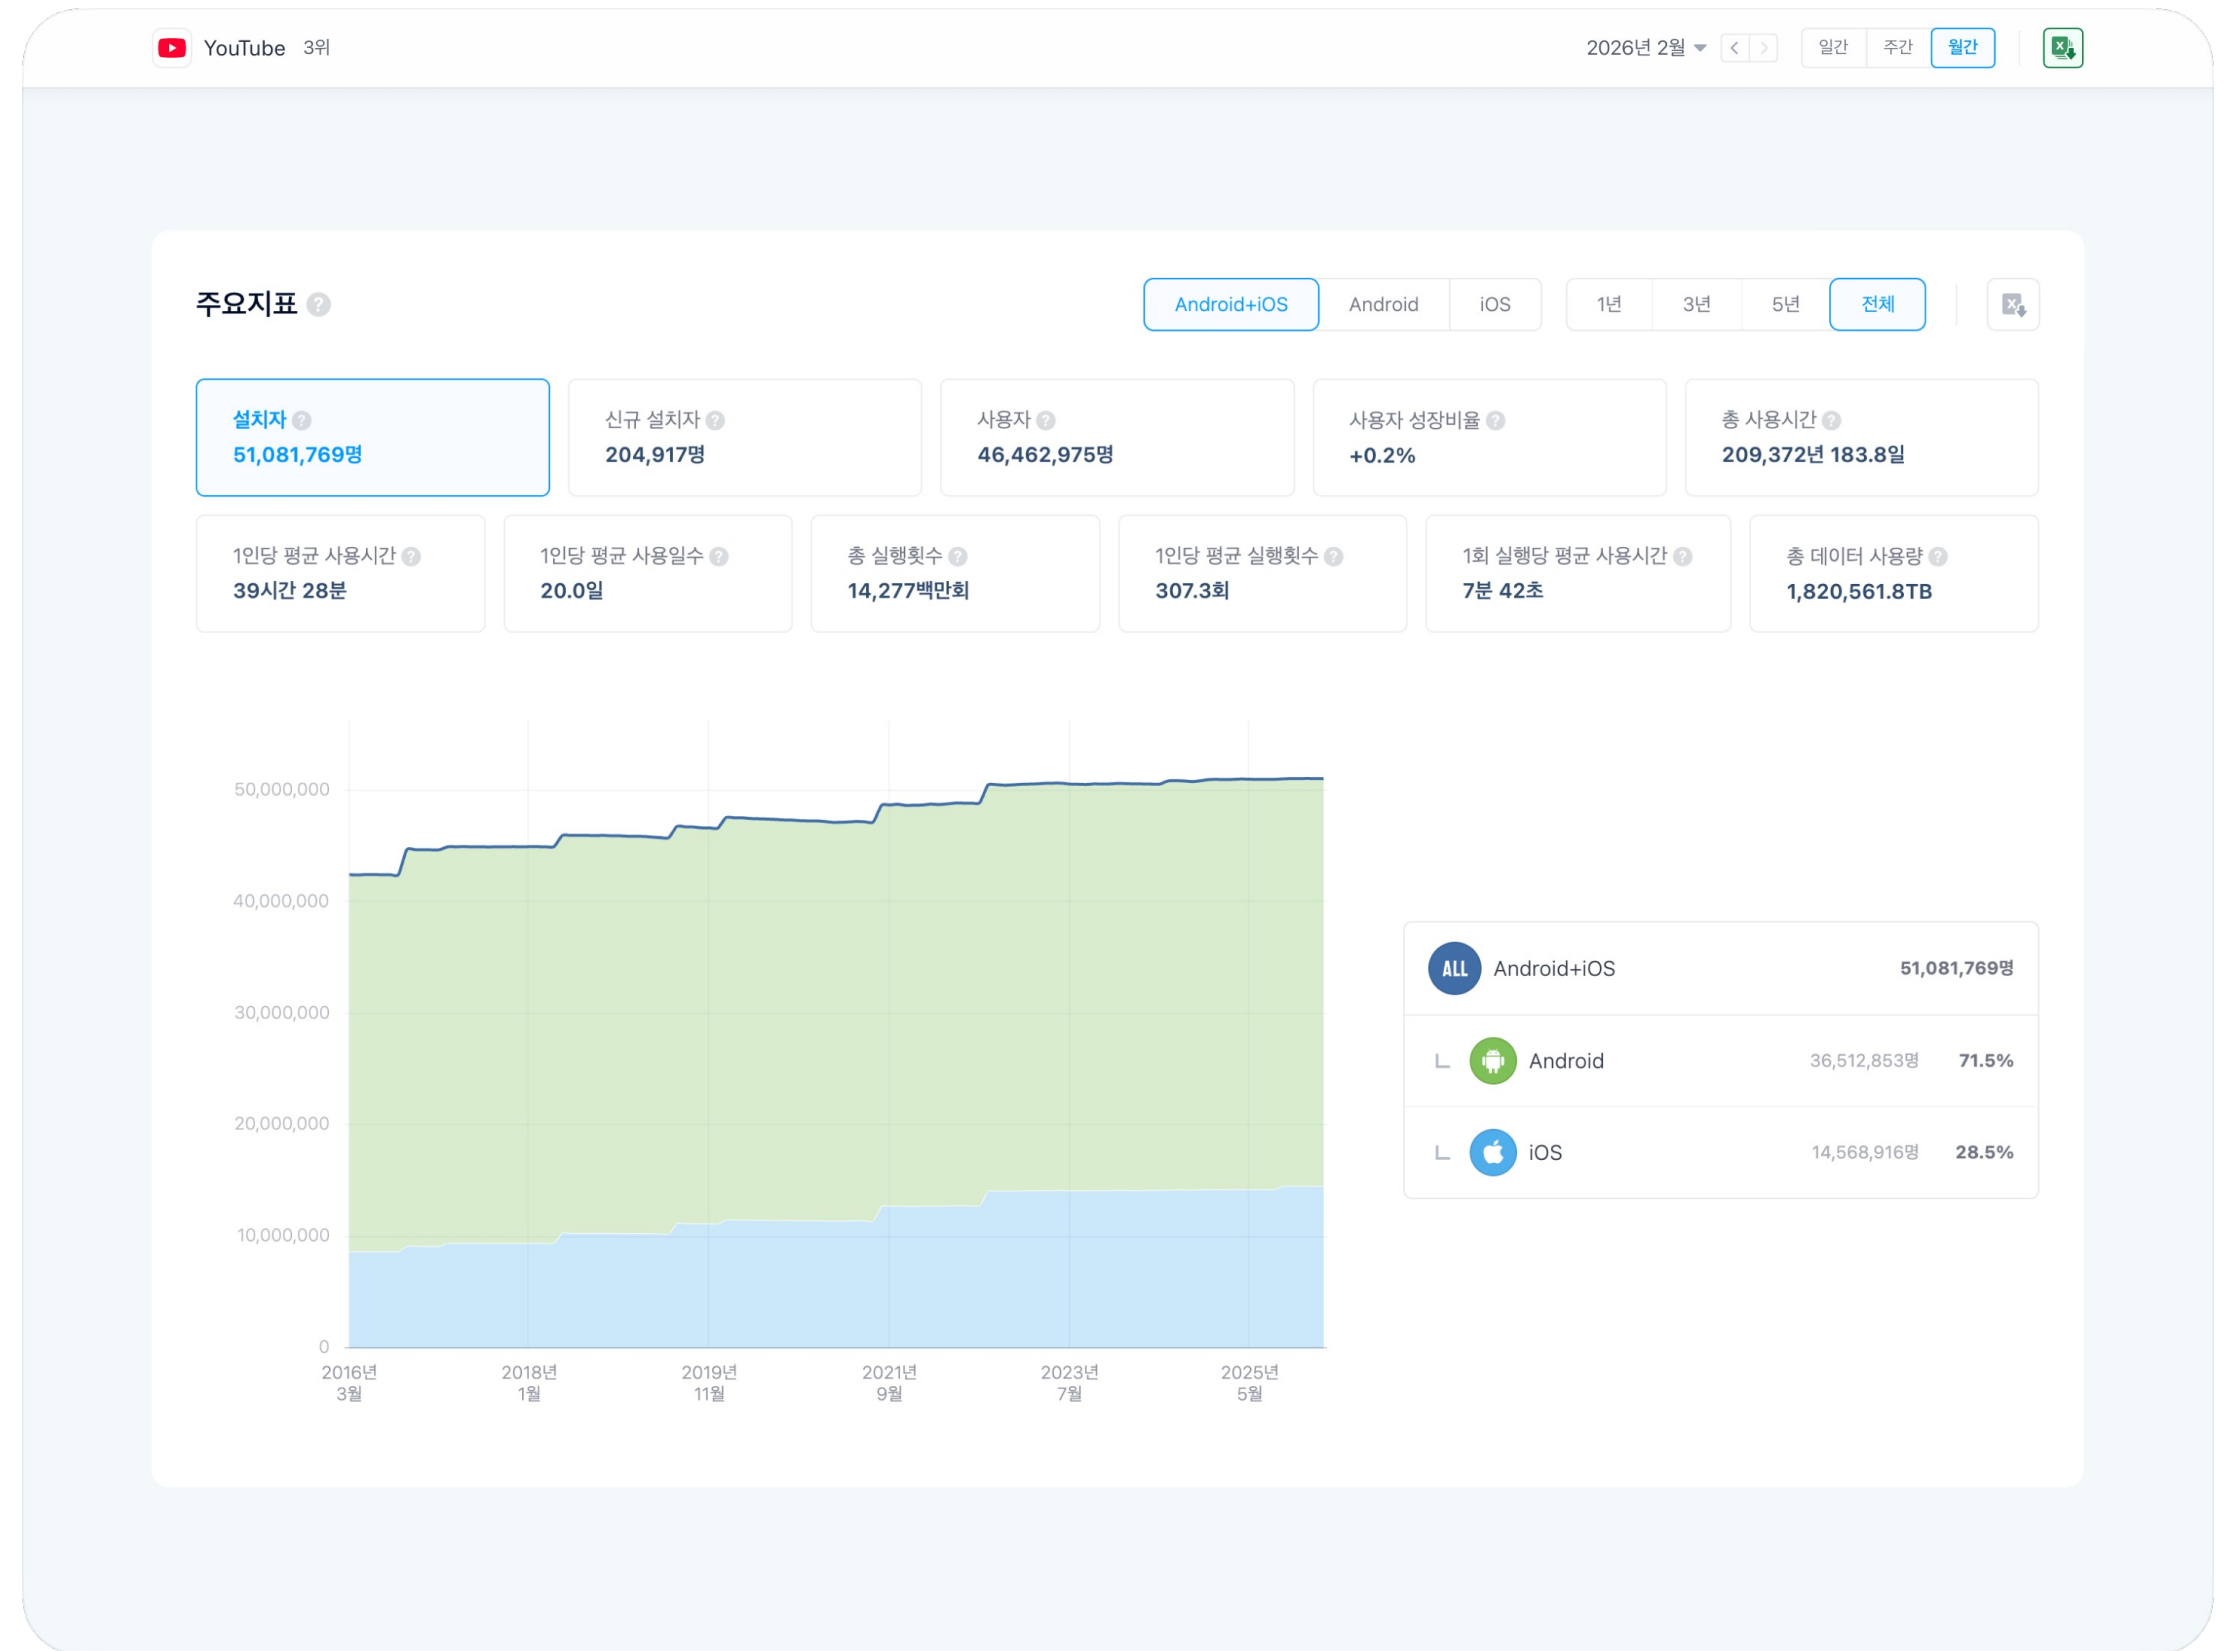 YouTube 3위
2026년 2월 일간 주간 월간
주요지표 ?
Android+iOS Android iOS 1년 3년 5년 전체
설치자 ?
51,081,769명
신규 설치자 ?
204,917명
사용자 ?
46,462,975명
사용자 성장비율 ?
+0.2%
총 사용시간 ?
209,372년 183.8일
1인당 평균 사용시간 ?
39시간 28분
1인당 평균 사용일수 ?
20.0일
총 실행횟수 ?
14,277백만회
1인당 평균 실행횟수 ?
307.3회
1회 실행당 평균 사용시간 ?
7분 42초
총 데이터 사용량 ?
1,820,561.8TB
50,000,000
40,000,000
30,000,000
20,000,000
10,000,000
0
2016년
3월
2018년
1월
2019년
11월
2021년
9월
2023년
7월
2025년
5월
ALL Android+iOS 51,081,769명
Android 36,512,853명 71.5%
iOS 14,568,916명 28.5%